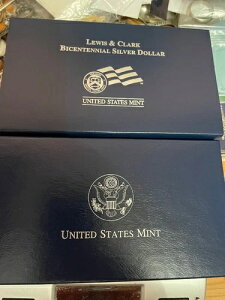 Lewis & Clark
Bicentennial Silver Dollar
United States Mint
United States Mint